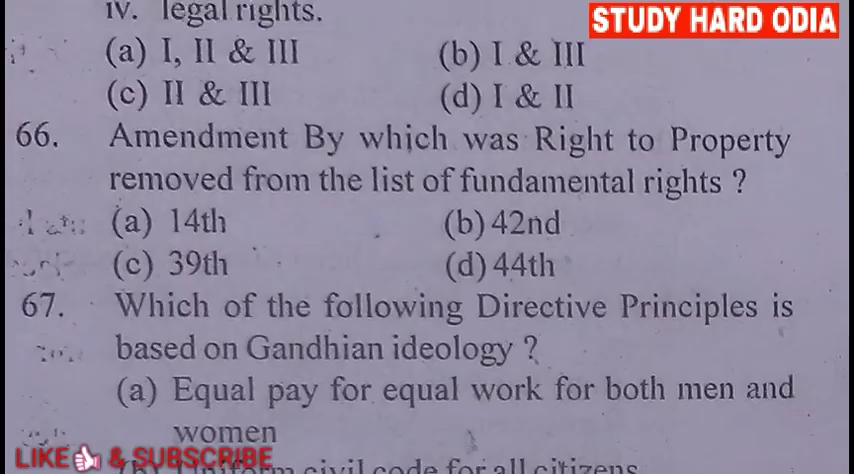 iv. legal rights.
STUDY HARD ODIA
(a) I, II & III (b) I & III
(c) II & III (d) I & II
66. Amendment By which was Right to Property
removed from the list of fundamental rights ?
(a) 14th (b) 42nd
(c) 39th (d) 44th
67. Which of the following Directive Principles is
based on Gandhian ideology ?
(a) Equal pay for equal work for both men and
women
LIKE & SUBSCRIBE
civil code for all citizens